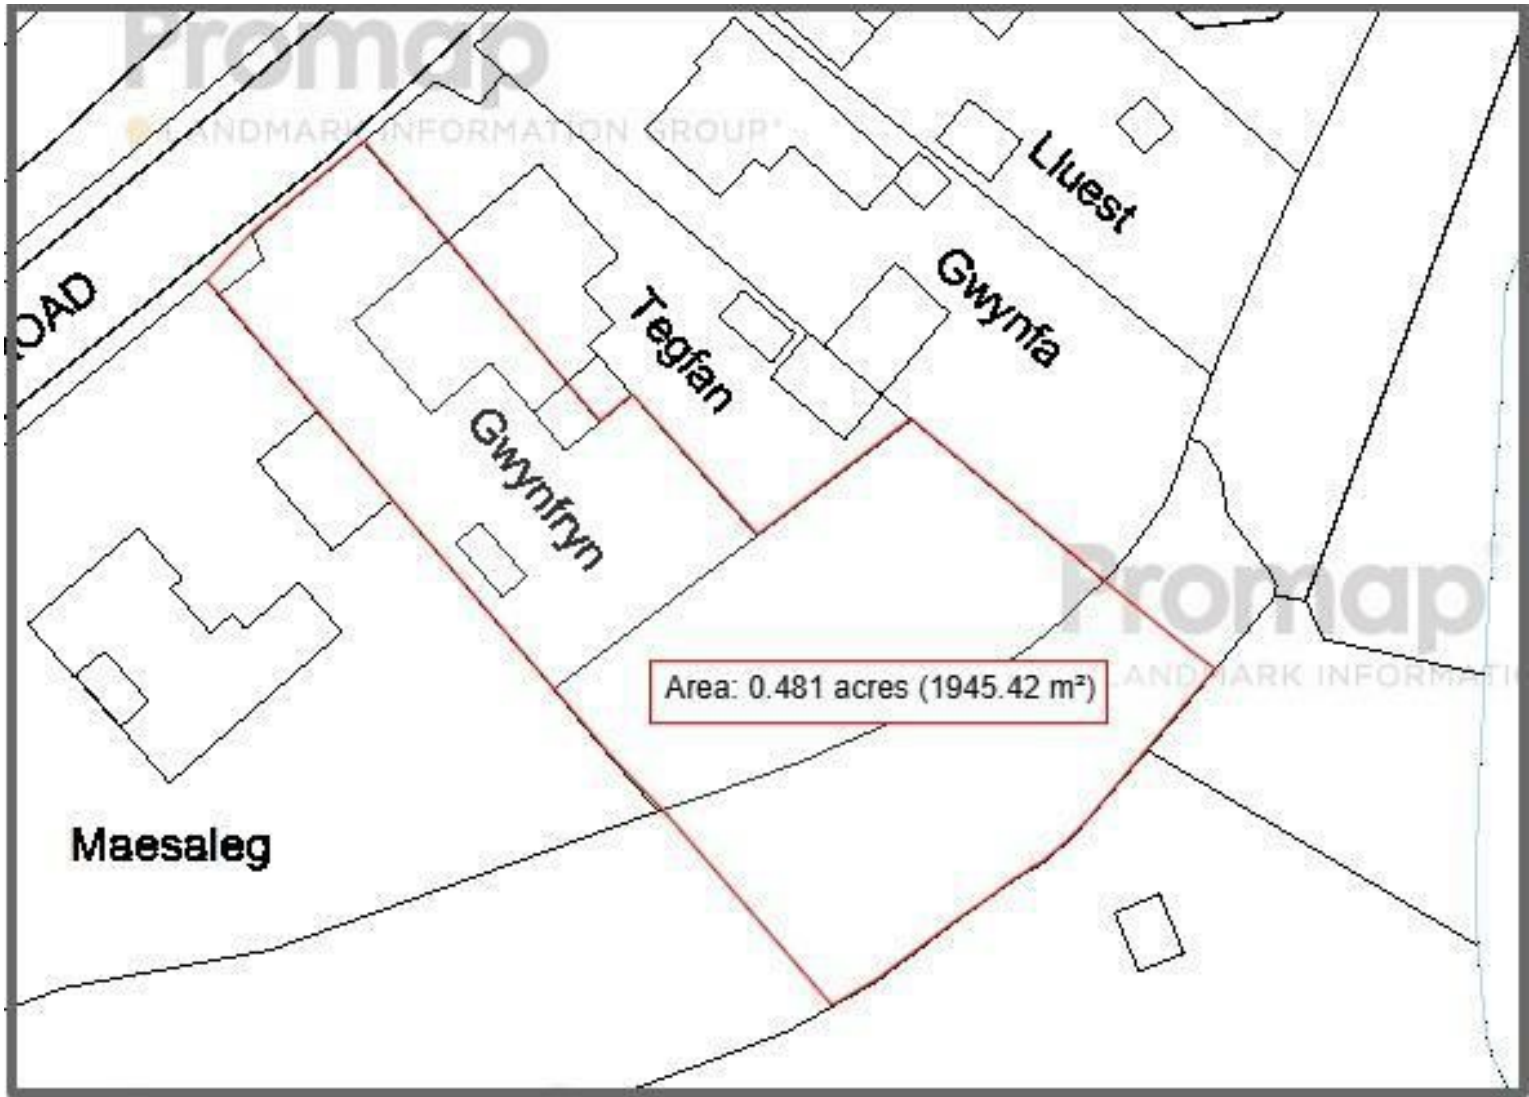 Promap
LANDMARK INFORMATION GROUP
Lluest
Gwynfa
ROAD
Tegfan
Gwynfryn
Promap
LANDMARK INFORMATI
Area: 0.481 acres (1945.42 m²)
Maesaleg